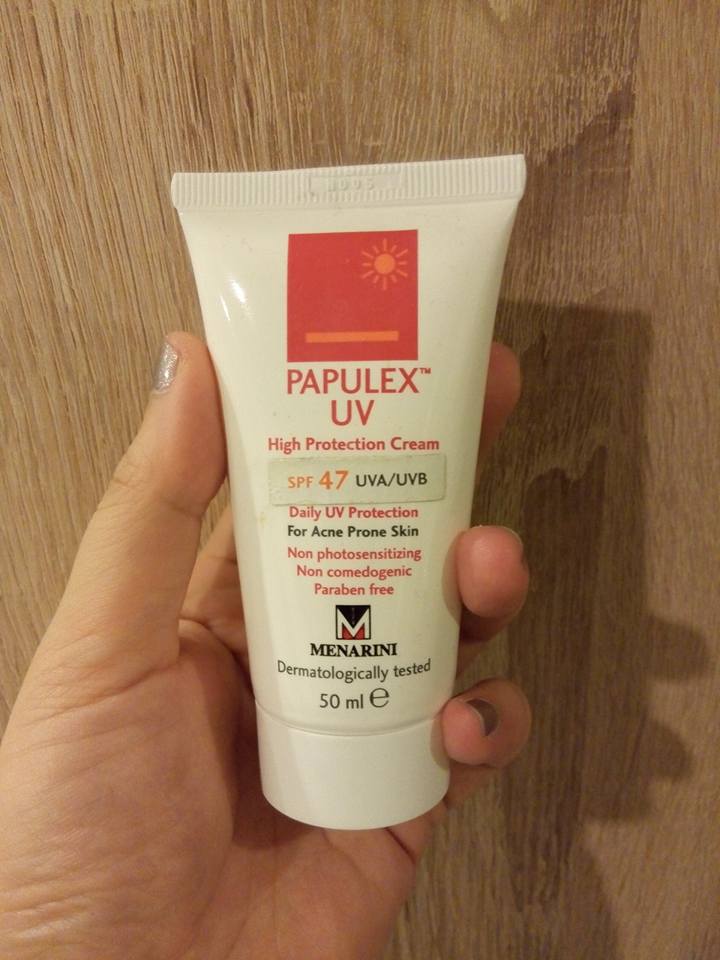 PAPULEX™
UV
High Protection Cream
SPF 47 UVA/UVB
Daily UV Protection
For Acne Prone Skin
Non photosensitizing
Non comedogenic
Paraben free
M
MENARINI
Dermatologically tested
50 ml ℮